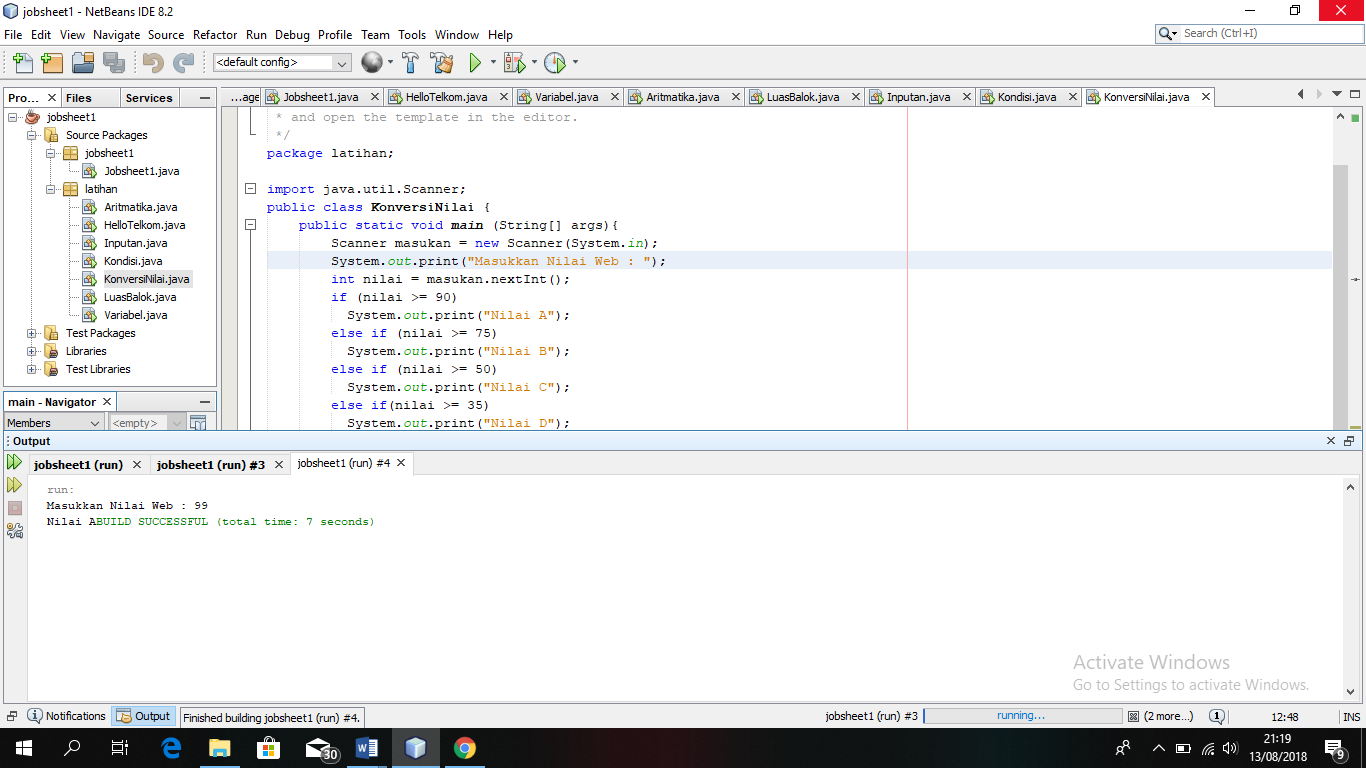 jobsheet1 - NetBeans IDE 8.2
File Edit View Navigate Source Refactor Run Debug Profile Team Tools Window Help
Search (Ctrl+I)
<default config>
Pro... Files Services
...age Jobsheet1.java HelloTelkom.java Variabel.java Aritmatika.java LuasBalok.java Inputan.java Kondisi.java KonversiNilai.java
jobsheet1
Source Packages
jobsheet1
Jobsheet1.java
latihan
Aritmatika.java
HelloTelkom.java
Inputan.java
Kondisi.java
KonversiNilai.java
LuasBalok.java
Variabel.java
Test Packages
Libraries
Test Libraries
main - Navigator
Members <empty>
* and open the template in the editor.
*/
package latihan;
import java.util.Scanner;
public class KonversiNilai {
public static void main (String[] args){
Scanner masukan = new Scanner(System.in);
System.out.print("Masukkan Nilai Web : ");
int nilai = masukan.nextInt();
if (nilai >= 90)
System.out.print("Nilai A");
else if (nilai >= 75)
System.out.print("Nilai B");
else if (nilai >= 50)
System.out.print("Nilai C");
else if(nilai >= 35)
System.out.print("Nilai D");
Output
jobsheet1 (run) jobsheet1 (run) #3 jobsheet1 (run) #4
run:
Masukkan Nilai Web : 99
Nilai ABUILD SUCCESSFUL (total time: 7 seconds)
Activate Windows
Go to Settings to activate Windows.
Notifications Output Finished building jobsheet1 (run) #4. jobsheet1 (run) #3 running... (2 more...) 1 12:48 INS
30
W
21:19
13/08/2018
9